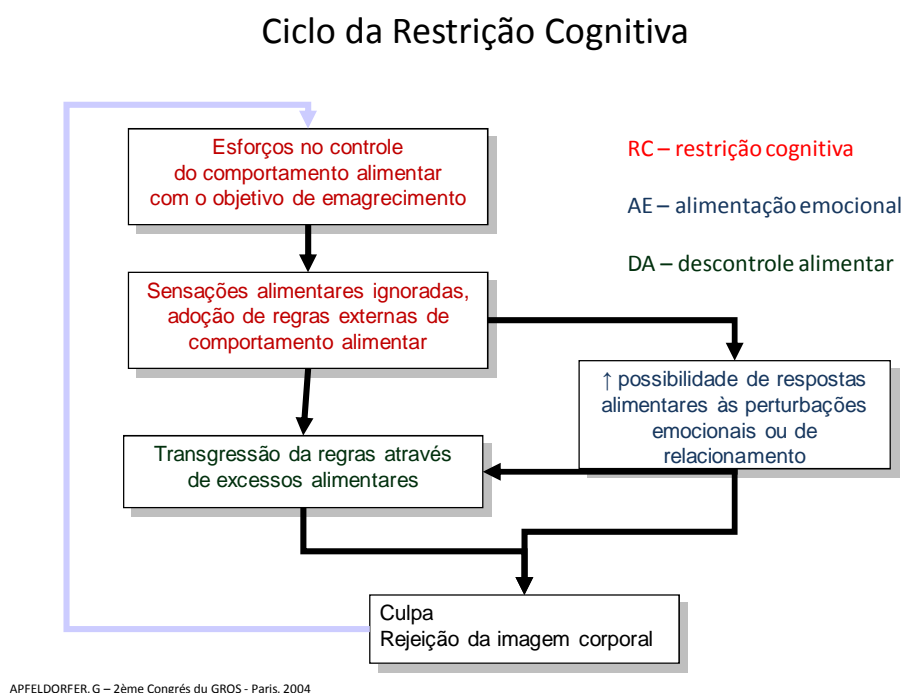 Ciclo da Restrição Cognitiva
Esforços no controle
do comportamento alimentar
com o objetivo de emagrecimento
RC – restrição cognitiva
AE – alimentação emocional
DA – descontrole alimentar
Sensações alimentares ignoradas,
adoção de regras externas de
comportamento alimentar
↑ possibilidade de respostas
alimentares às perturbações
emocionais ou de
relacionamento
Transgressão da regras através
de excessos alimentares
Culpa
Rejeição da imagem corporal
APFELDORFER, G – 2ème Congrés du GROS - Paris, 2004